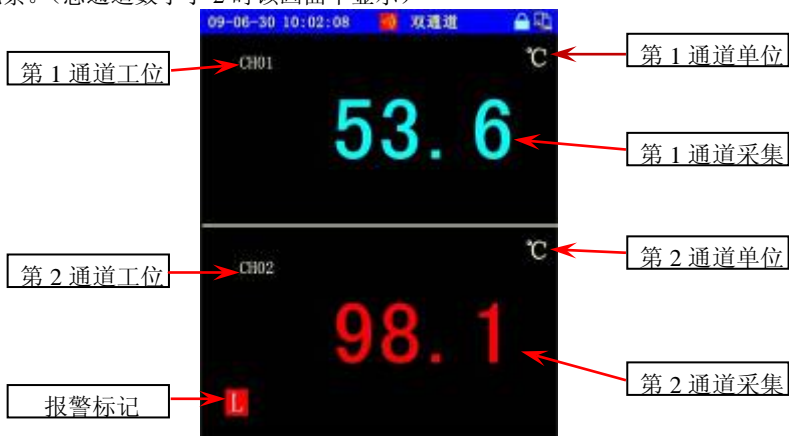 09-06-30 10:02:08 双通道
第 1 通道工位
CH01
℃
第 1 通道单位
53.6
第 1 通道采集
第 2 通道工位
CH02
℃
第 2 通道单位
98.1
第 2 通道采集
报警标记
L